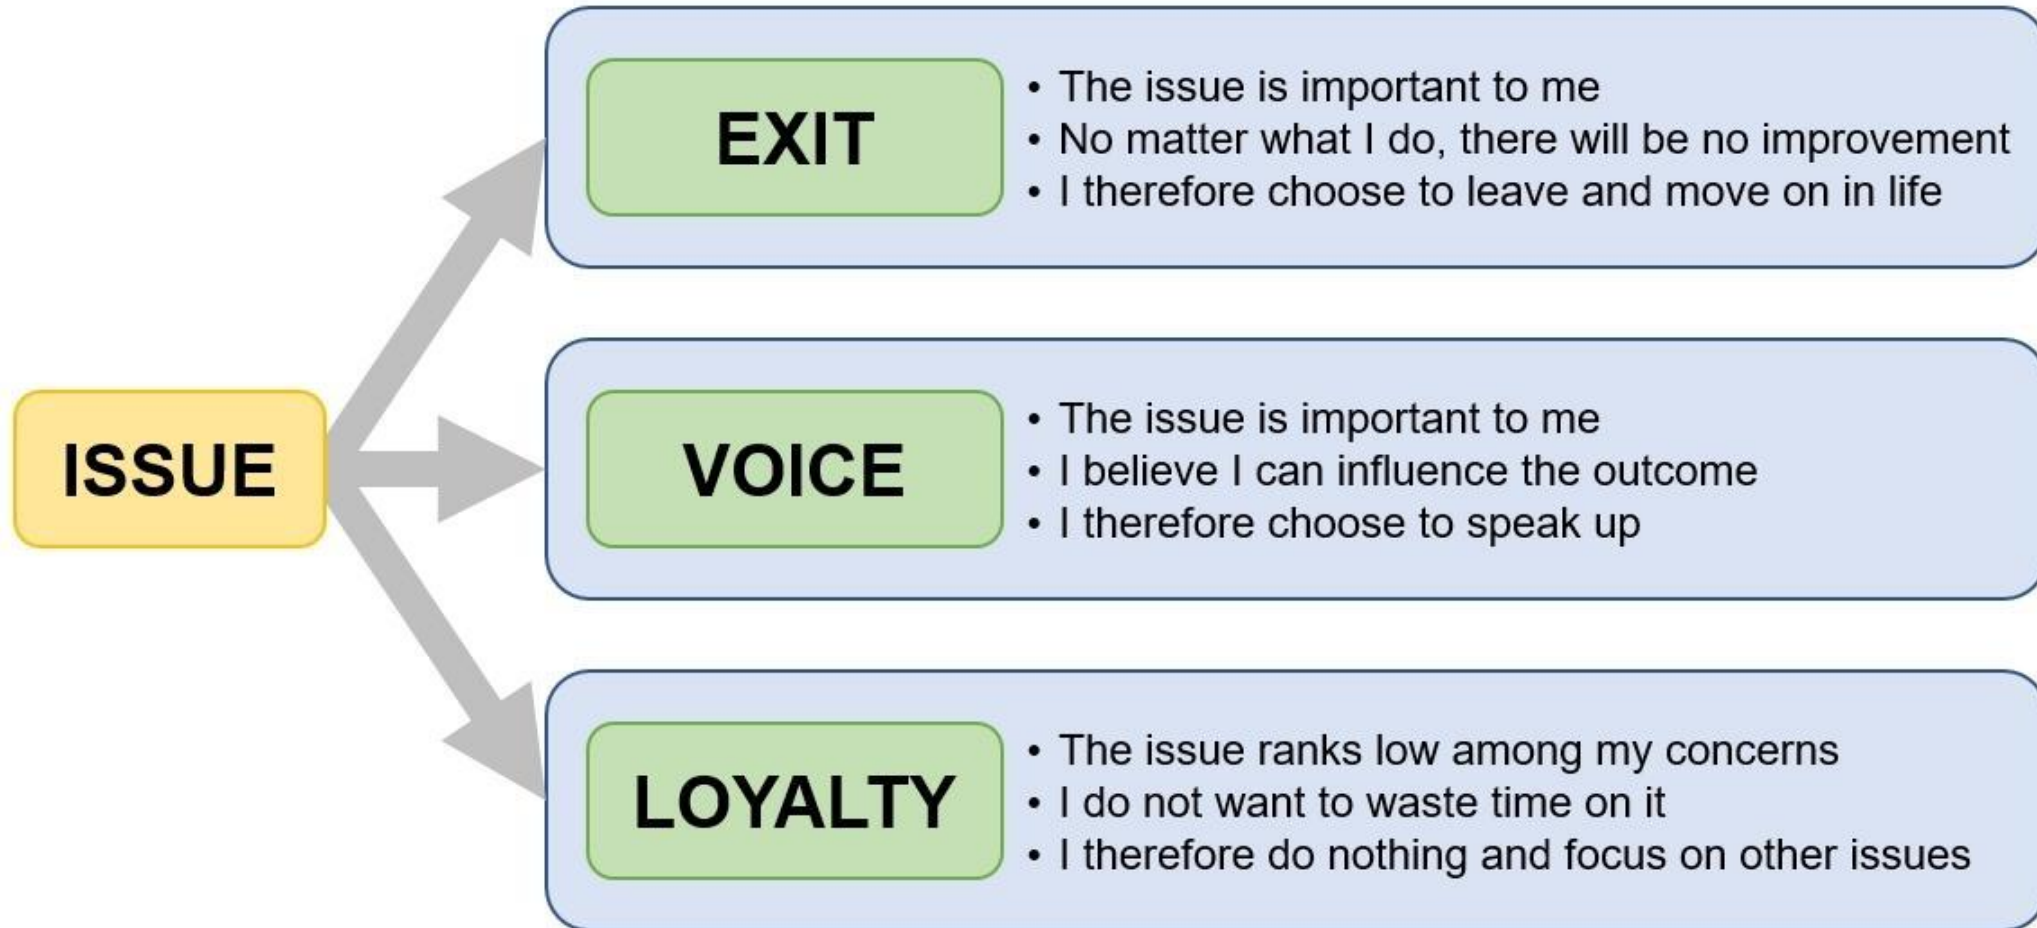 EXIT
• The issue is important to me
• No matter what I do, there will be no improvement
• I therefore choose to leave and move on in life
ISSUE
VOICE
• The issue is important to me
• I believe I can influence the outcome
• I therefore choose to speak up
LOYALTY
• The issue ranks low among my concerns
• I do not want to waste time on it
• I therefore do nothing and focus on other issues